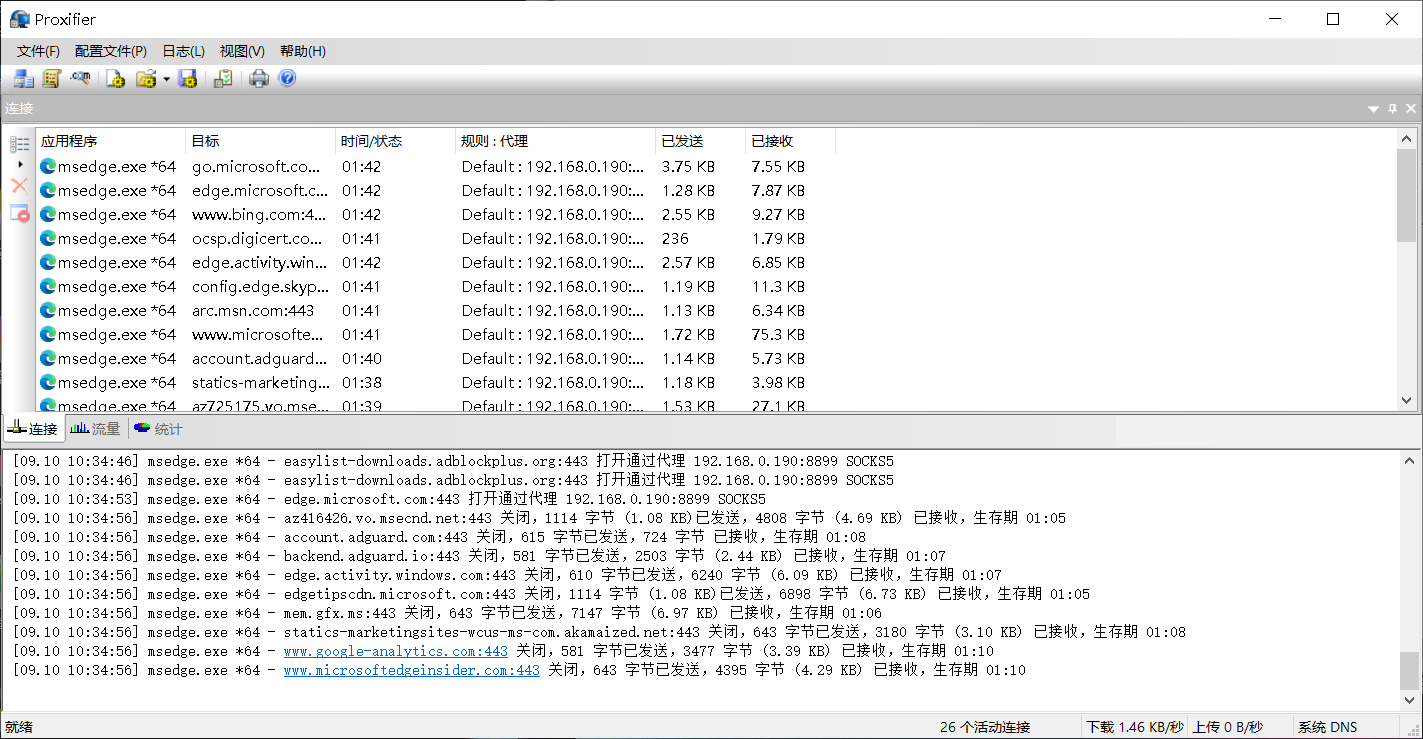 Proxifier
文件(F) 配置文件(P) 日志(L) 视图(V) 帮助(H)
连接
应用程序 目标 时间/状态 规则 : 代理 已发送 已接收
msedge.exe *64 go.microsoft.co... 01:42 Default : 192.168.0.190:... 3.75 KB 7.55 KB
msedge.exe *64 edge.microsoft.c... 01:42 Default : 192.168.0.190:... 1.28 KB 7.87 KB
msedge.exe *64 www.bing.com:4... 01:42 Default : 192.168.0.190:... 2.55 KB 9.27 KB
msedge.exe *64 ocsp.digicert.co... 01:41 Default : 192.168.0.190:... 236 1.79 KB
msedge.exe *64 edge.activity.win... 01:42 Default : 192.168.0.190:... 2.57 KB 6.85 KB
msedge.exe *64 config.edge.skyp... 01:41 Default : 192.168.0.190:... 1.19 KB 11.3 KB
msedge.exe *64 arc.msn.com:443 01:41 Default : 192.168.0.190:... 1.13 KB 6.34 KB
msedge.exe *64 www.microsofte... 01:41 Default : 192.168.0.190:... 1.72 KB 75.3 KB
msedge.exe *64 account.adguard... 01:40 Default : 192.168.0.190:... 1.14 KB 5.73 KB
msedge.exe *64 statics-marketing... 01:38 Default : 192.168.0.190:... 1.18 KB 3.98 KB
msedge.exe *64 az725175.vo.mse... 01:39 Default : 192.168.0.190:... 1.53 KB 27.1 KB
连接 流量 统计
[09.10 10:34:46] msedge.exe *64 - easylist-downloads.adblockplus.org:443 打开通过代理 192.168.0.190:8899 SOCKS5
[09.10 10:34:46] msedge.exe *64 - easylist-downloads.adblockplus.org:443 打开通过代理 192.168.0.190:8899 SOCKS5
[09.10 10:34:53] msedge.exe *64 - edge.microsoft.com:443 打开通过代理 192.168.0.190:8899 SOCKS5
[09.10 10:34:56] msedge.exe *64 - az416426.vo.msecnd.net:443 关闭，1114 字节 (1.08 KB)已发送，4808 字节 (4.69 KB) 已接收，生存期 01:05
[09.10 10:34:56] msedge.exe *64 - account.adguard.com:443 关闭，615 字节已发送，724 字节 已接收，生存期 01:08
[09.10 10:34:56] msedge.exe *64 - backend.adguard.io:443 关闭，581 字节已发送，2503 字节 (2.44 KB) 已接收，生存期 01:07
[09.10 10:34:56] msedge.exe *64 - edge.activity.windows.com:443 关闭，610 字节已发送，6240 字节 (6.09 KB) 已接收，生存期 01:07
[09.10 10:34:56] msedge.exe *64 - edgetipscdn.microsoft.com:443 关闭，1114 字节 (1.08 KB)已发送，6898 字节 (6.73 KB) 已接收，生存期 01:05
[09.10 10:34:56] msedge.exe *64 - mem.gfx.ms:443 关闭，643 字节已发送，7147 字节 (6.97 KB) 已接收，生存期 01:06
[09.10 10:34:56] msedge.exe *64 - statics-marketingsites-wcus-ms-com.akamaized.net:443 关闭，643 字节已发送，3180 字节 (3.10 KB) 已接收，生存期 01:08
[09.10 10:34:56] msedge.exe *64 - www.google-analytics.com:443 关闭，581 字节已发送，3477 字节 (3.39 KB) 已接收，生存期 01:10
[09.10 10:34:56] msedge.exe *64 - www.microsoftedgeinsider.com:443 关闭，643 字节已发送，4395 字节 (4.29 KB) 已接收，生存期 01:10
就绪 26 个活动连接 下载 1.46 KB/秒 上传 0 B/秒 系统 DNS